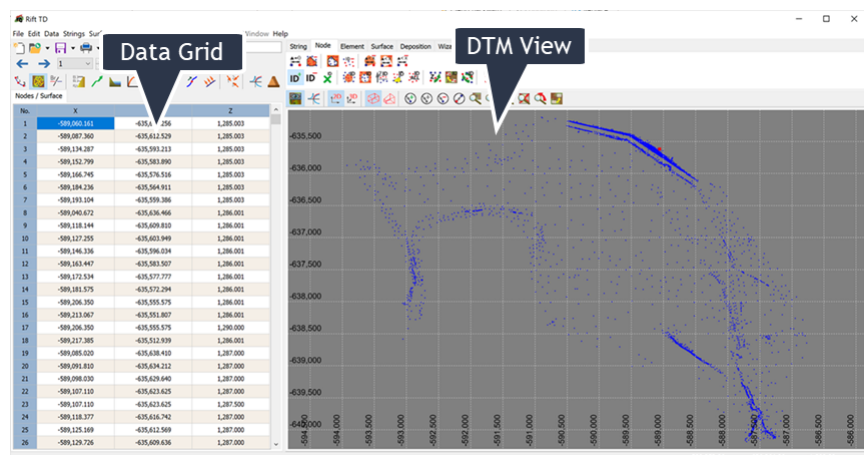 Rift TD
File Edit Data Strings Window Help
Data Grid
DTM View
String Node Element Surface Deposition
1
Nodes / Surface
No. X Z
1 -589,060.161 1,285.003
2 -589,087.360 -635,612.529 1,285.003
3 -589,134.287 -635,593.213 1,285.003
4 -589,152.799 -635,583.890 1,285.003
5 -589,166.745 -635,576.516 1,285.003
6 -589,184.236 -635,564.911 1,285.003
7 -589,193.104 -635,559.386 1,285.003
8 -589,040.672 -635,636.466 1,286.001
9 -589,118.144 -635,609.810 1,286.001
10 -589,127.255 -635,603.949 1,286.001
11 -589,146.336 -635,596.034 1,286.001
12 -589,163.447 -635,583.507 1,286.001
13 -589,172.534 -635,577.777 1,286.001
14 -589,181.575 -635,572.294 1,286.001
15 -589,206.350 -635,555.575 1,286.001
16 -589,213.067 -635,551.807 1,286.001
17 -589,206.350 -635,555.575 1,290.000
18 -589,217.385 -635,512.939 1,286.001
19 -589,085.020 -635,638.410 1,287.000
20 -589,091.810 -635,634.212 1,287.000
21 -589,098.030 -635,629.640 1,287.000
22 -589,107.110 -635,623.625 1,287.000
23 -589,107.110 -635,623.625 1,287.500
24 -589,118.377 -635,616.742 1,287.000
25 -589,125.169 -635,612.569 1,287.000
26 -589,129.726 -635,609.636 1,287.000
-635,500
-636,000
-636,500
-637,000
-637,500
-638,000
-638,500
-639,000
-639,500
-594,000 -593,500 -593,000 -592,500 -592,000 -591,500 -591,000 -590,500 -590,000 -589,500 -589,000 -588,500 -588,000 -587,500 -587,000 -586,500 -586,000